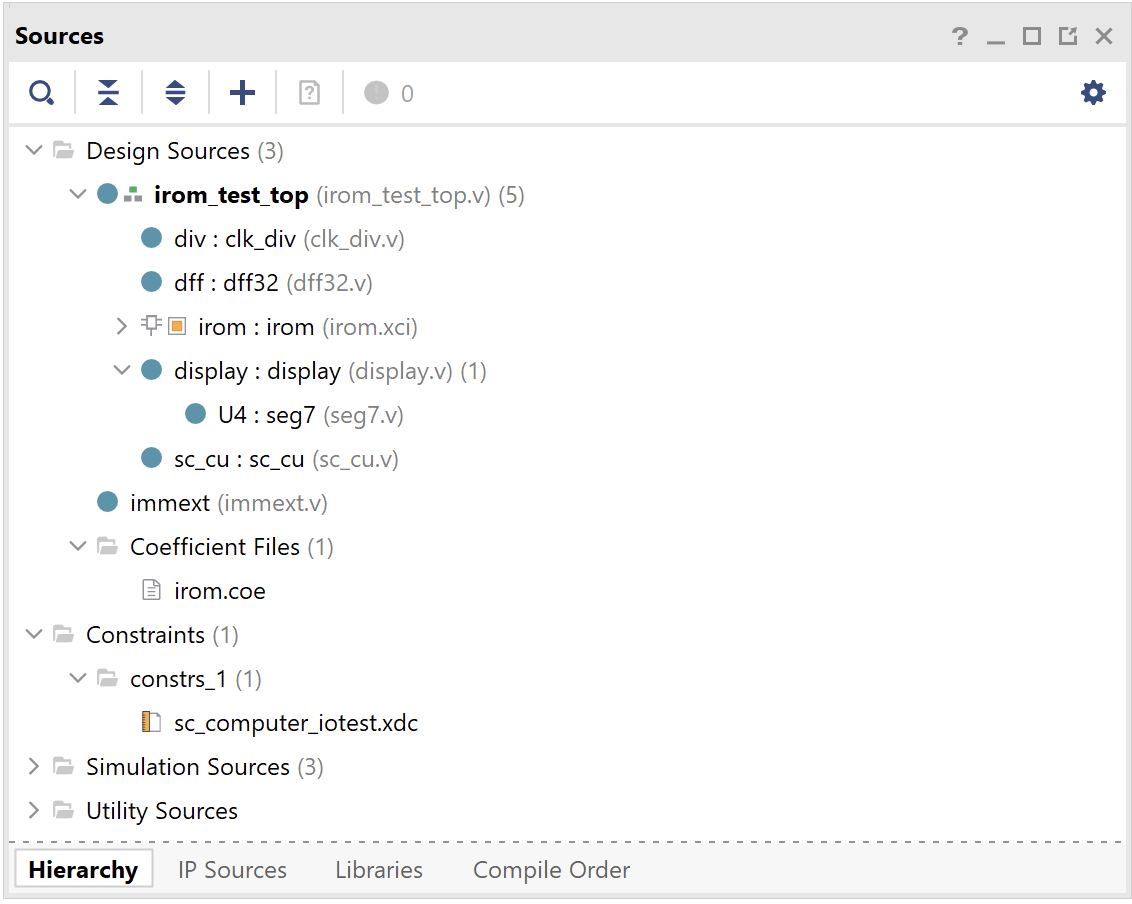 Sources ?
0
Design Sources (3)
irom_test_top (irom_test_top.v) (5)
div : clk_div (clk_div.v)
dff : dff32 (dff32.v)
irom : irom (irom.xci)
display : display (display.v) (1)
U4 : seg7 (seg7.v)
sc_cu : sc_cu (sc_cu.v)
immext (immext.v)
Coefficient Files (1)
irom.coe
Constraints (1)
constrs_1 (1)
sc_computer_iotest.xdc
Simulation Sources (3)
Utility Sources
Hierarchy IP Sources Libraries Compile Order